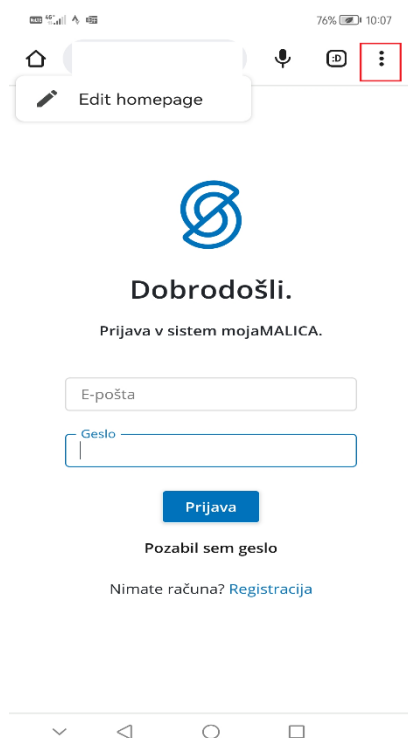 76% 10:07
:D
Edit homepage
Dobrodošli.
Prijava v sistem mojaMALICA.
E-pošta
Geslo
Prijava
Pozabil sem geslo
Nimate računa? Registracija